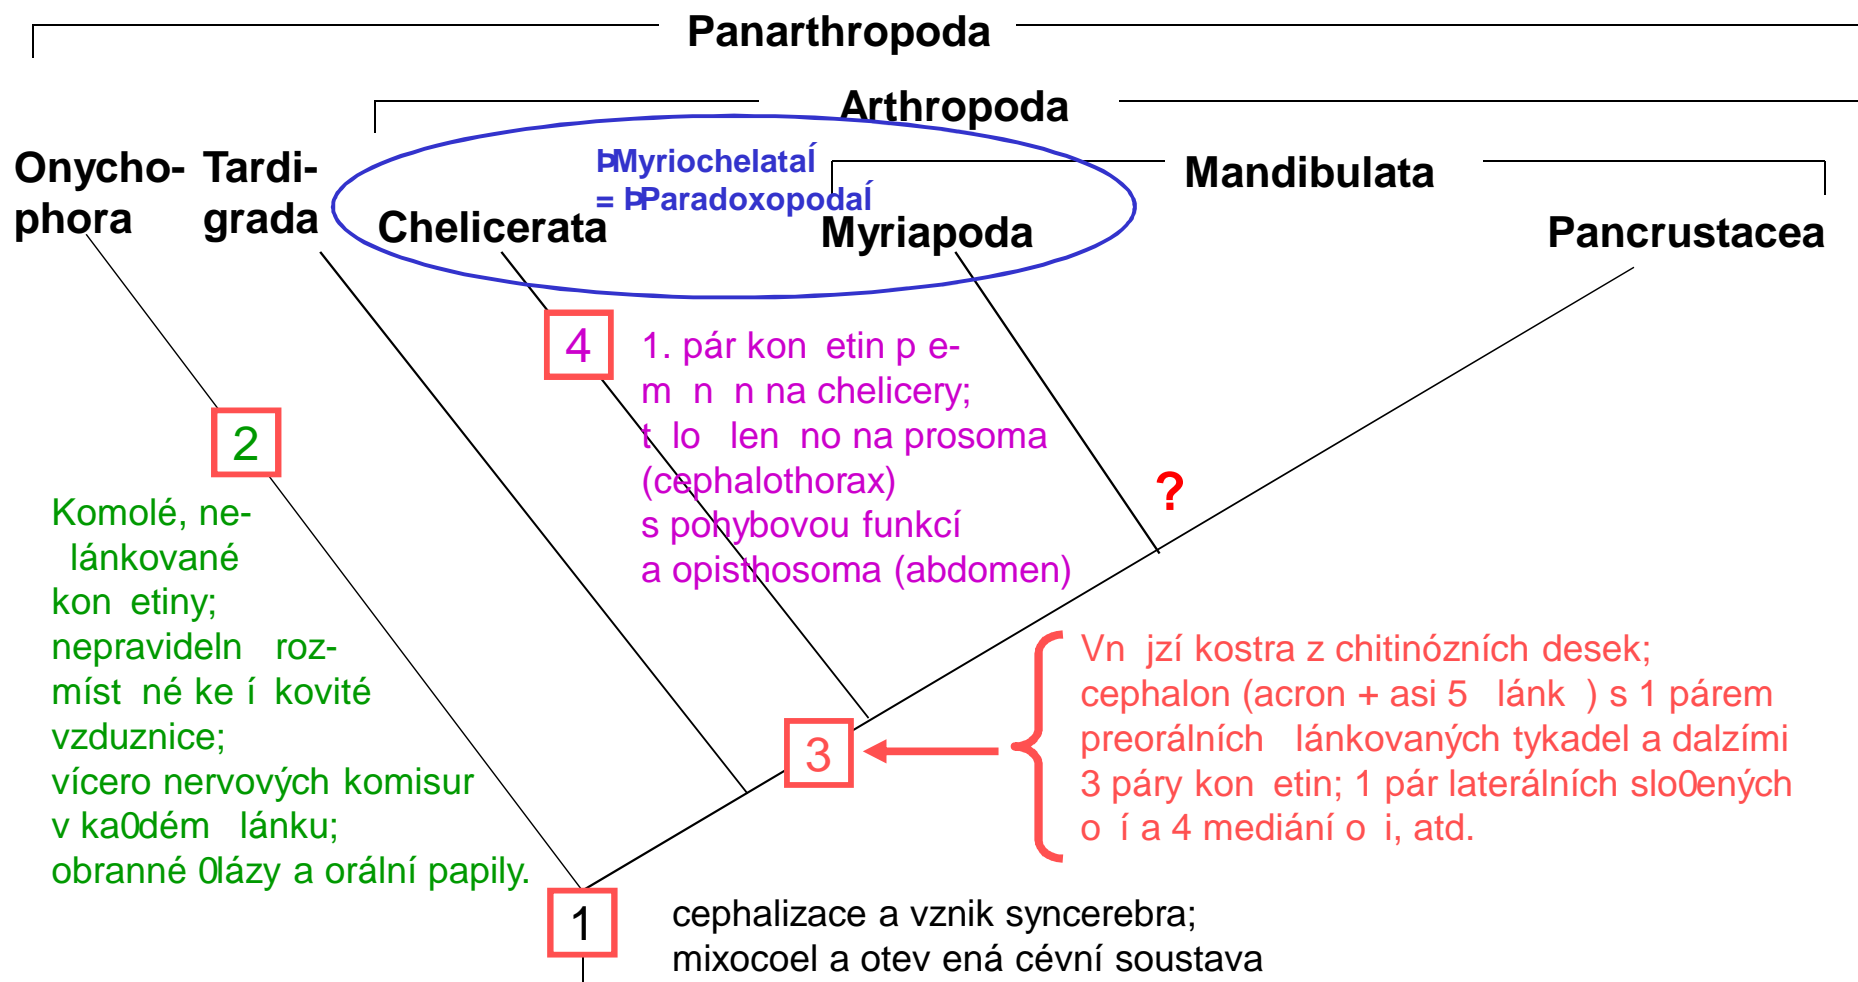 Panarthropoda
Arthropoda
ÞMyriochelataÍ
= ÞParadoxopodaÍ
Mandibulata
Onycho-
phora
Tardi-
grada
Chelicerata
Myriapoda
Pancrustacea
4
1. pár kon etin p e-
m n n na chelicery;
t lo len no na prosoma
(cephalothorax)
s pohybovou funkcí
a opisthosoma (abdomen)
2
?
Komolé, ne-
lánkované
kon etiny;
nepravideln roz-
míst né ke í kovité
vzduznice;
vícero nervových komisur
v ka0dém lánku;
obranné 0lázy a orální papily.
3
Vn jzí kostra z chitinózních desek;
cephalon (acron + asi 5 lánk ) s 1 párem
preorálních lánkovaných tykadel a dalzími
3 páry kon etin; 1 pár laterálních slo0ených
o í a 4 mediání o i, atd.
1
cephalizace a vznik syncerebra;
mixocoel a otev ená cévní soustava